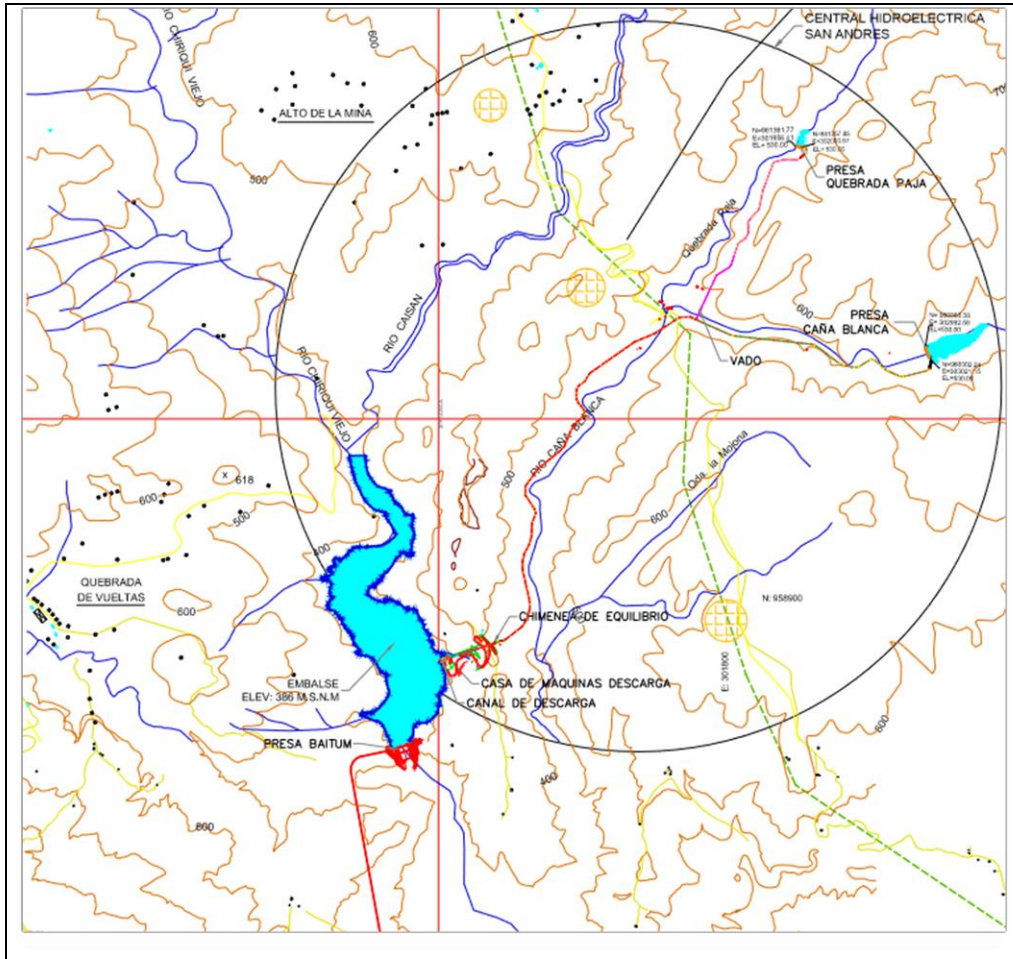 CENTRAL HIDROELECTRICA
SAN ANDRES
600
RIO CHIRIQUI VIEJO
ALTO DE LA MINA
500
PRESA
QUEBRADA PAJA
Quebrada Paja
RIO CAISAN
600
PRESA
CAÑA BLANCA
VADO
RIO CHIRIQUI VIEJO
RIO CAÑA BLANCA
500
Qda la Mojona
x 618
600
500
400
600
QUEBRADA
DE VUELTAS
600
N: 958900
E: 301800
CHIMENEA DE EQUILIBRIO
EMBALSE
ELEV: 386 M.S.N.M
CASA DE MAQUINAS DESCARGA
CANAL DE DESCARGA
PRESA BAITUM
600
400
600